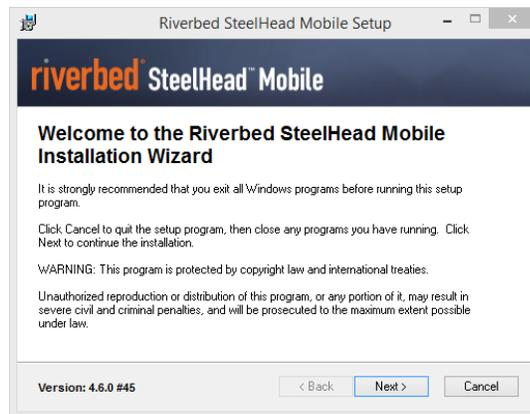 Riverbed SteelHead Mobile Setup
riverbed SteelHead™ Mobile
Welcome to the Riverbed SteelHead Mobile
Installation Wizard
It is strongly recommended that you exit all Windows programs before running this setup
program.
Click Cancel to quit the setup program, then close any programs you have running. Click
Next to continue the installation.
WARNING: This program is protected by copyright law and international treaties.
Unauthorized reproduction or distribution of this program, or any portion of it, may result in
severe civil and criminal penalties, and will be prosecuted to the maximum extent possible
under law.
Version: 4.6.0 #45 < Back Next > Cancel